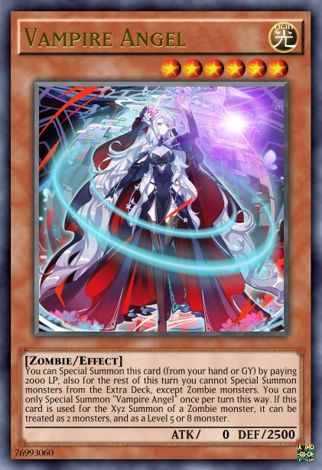 VAMPIRE ANGEL
LIGHT
光
[ZOMBIE/EFFECT]
You can Special Summon this card (from your hand or GY) by paying
2000 LP, also for the rest of this turn you cannot Special Summon
monsters from the Extra Deck, except Zombie monsters. You can
only Special Summon "Vampire Angel" once per turn this way. If this
card is used for the Xyz Summon of a Zombie monster, it can be
treated as 2 monsters, and as a Level 5 or 8 monster.
ATK/ 0 DEF/2500
76993060